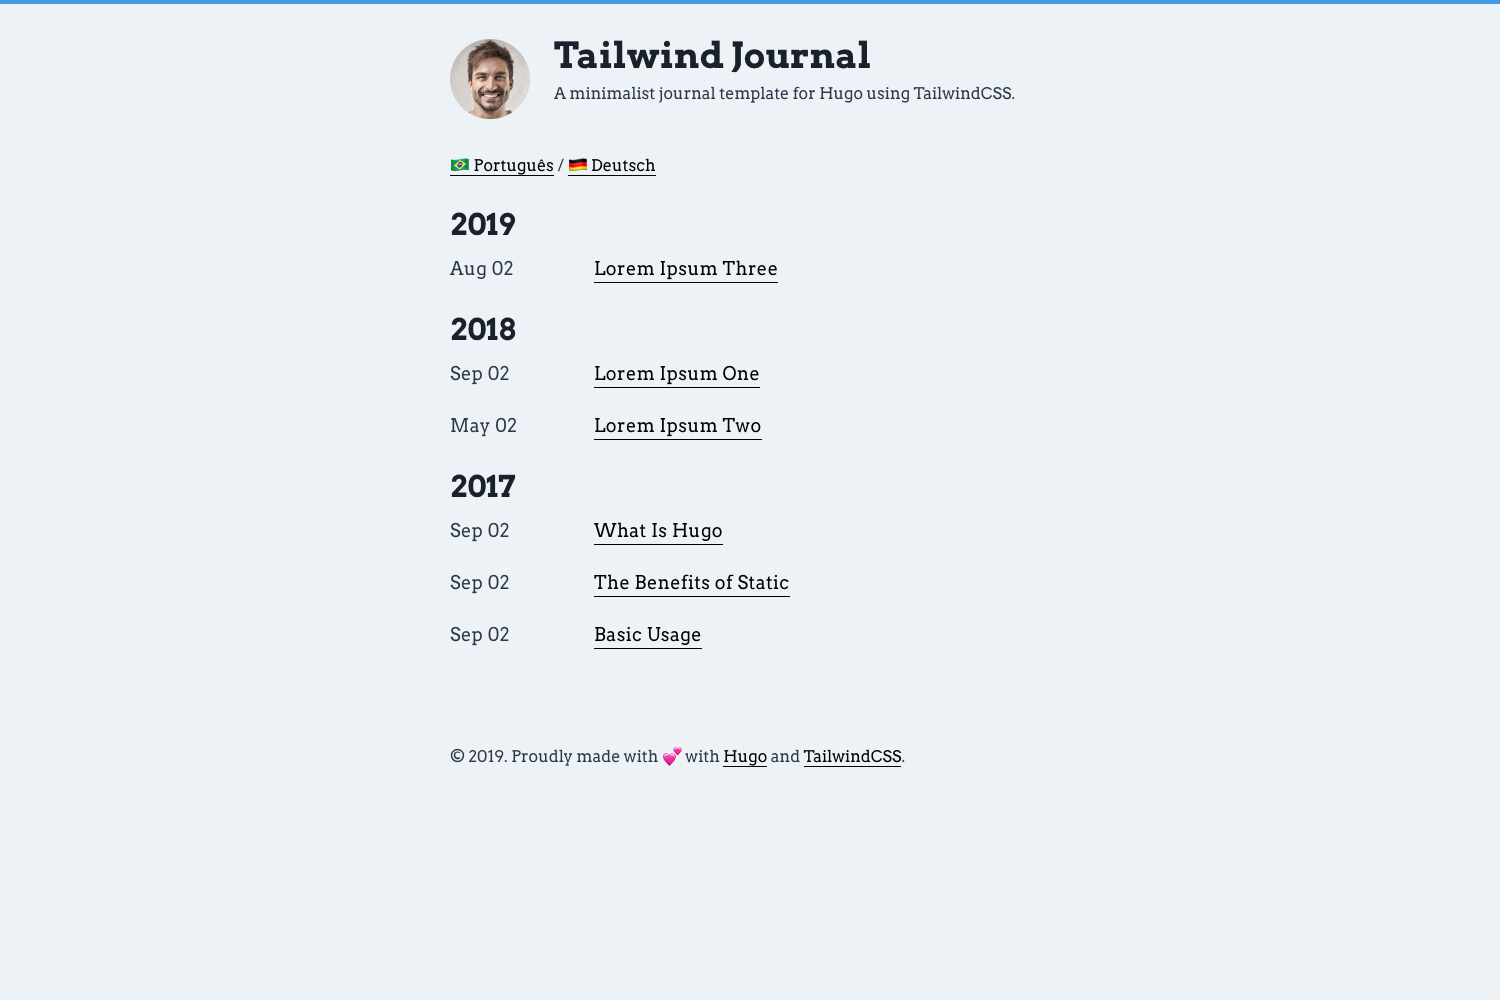 Tailwind Journal
A minimalist journal template for Hugo using TailwindCSS.
🇧🇷 Português / 🇩🇪 Deutsch
2019
Aug 02 Lorem Ipsum Three
2018
Sep 02 Lorem Ipsum One
May 02 Lorem Ipsum Two
2017
Sep 02 What Is Hugo
Sep 02 The Benefits of Static
Sep 02 Basic Usage
© 2019. Proudly made with 💕 with Hugo and TailwindCSS.